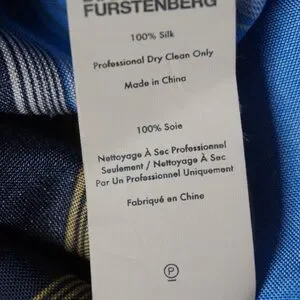 FURSTENBERG
100% Silk
Professional Dry Clean Only
Made in China
100% Soie
Nettoyage À Sec Professionnel
Seulement / Nettoyage À Sec
Par Un Professionnel Uniquement
Fabriqué en Chine
P